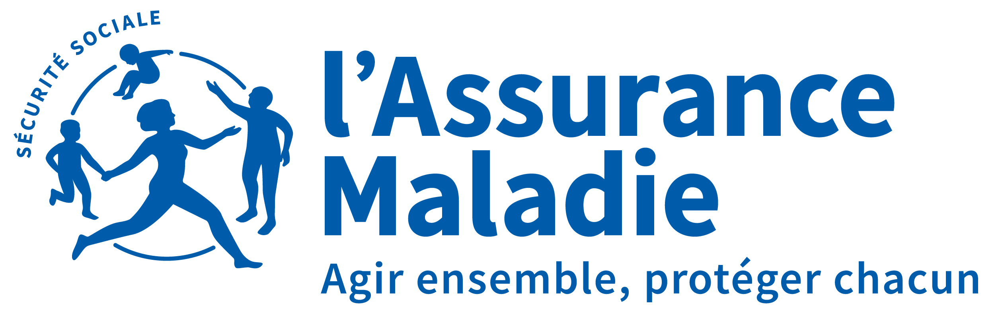 SÉCURITÉ SOCIALE
l’Assurance
Maladie
Agir ensemble, protéger chacun